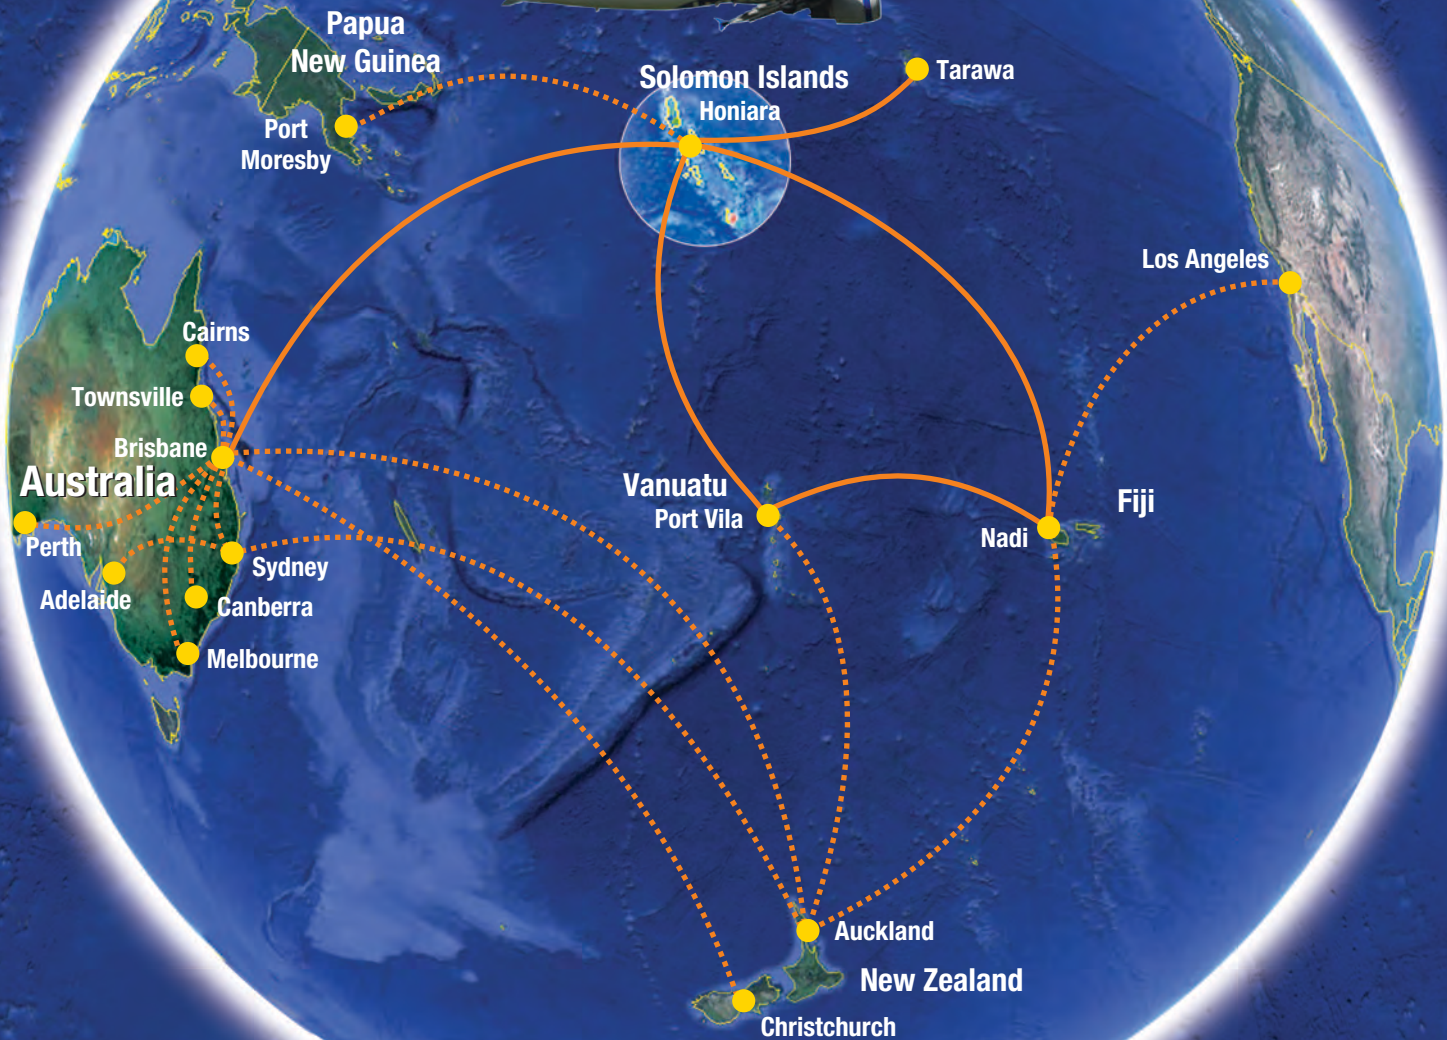 Papua
New Guinea
Port
Moresby
Solomon Islands
Honiara
Tarawa
Los Angeles
Cairns
Townsville
Brisbane
Australia
Perth
Adelaide
Sydney
Canberra
Melbourne
Vanuatu
Port Vila
Fiji
Nadi
Auckland
New Zealand
Christchurch